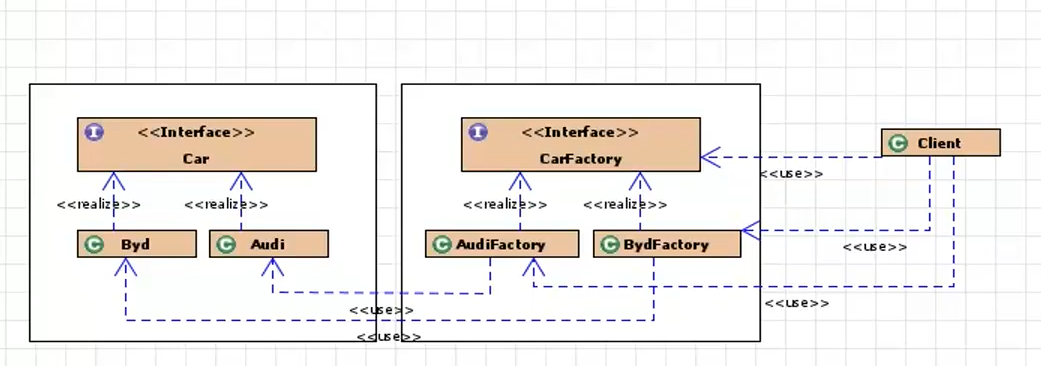 I <<Interface>>
Car
I <<Interface>>
CarFactory
C Client
<<use>>
<<realize>>
<<realize>>
<<realize>>
<<realize>>
C Byd
C Audi
C AudiFactory
C BydFactory
<<use>>
<<use>>
<<use>>
<<use>>